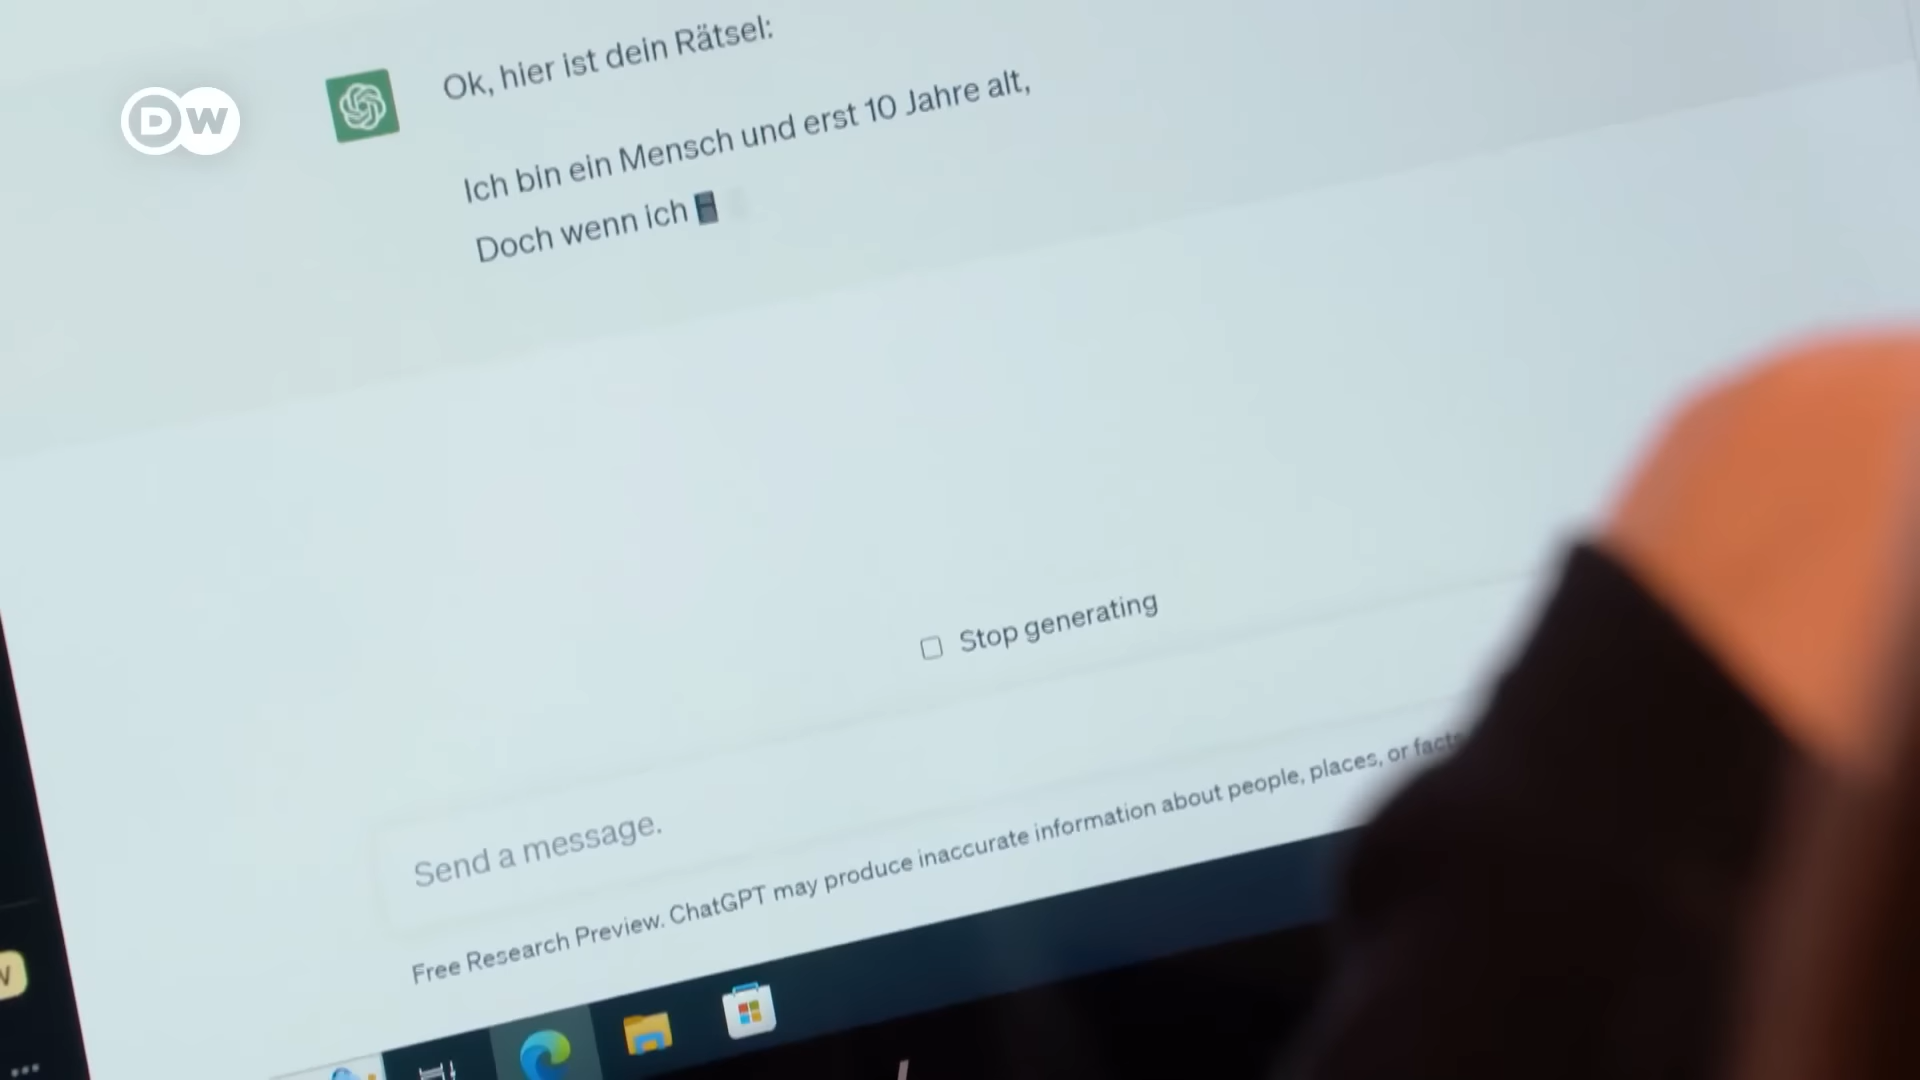 DW
Ok, hier ist dein Rätsel:
Ich bin ein Mensch und erst 10 Jahre alt,
Doch wenn ich
Stop generating
Send a message.
Free Research Preview. ChatGPT may produce inaccurate information about people, places, or facts